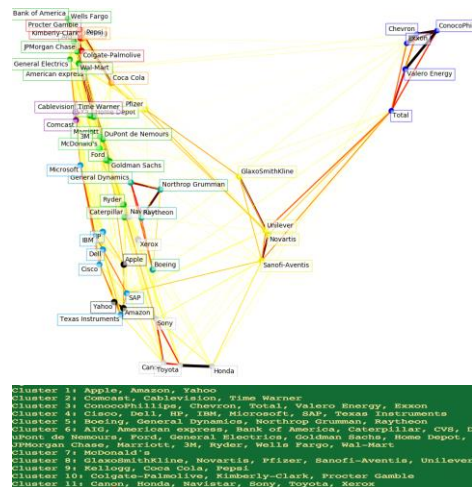 Bank of America
Wells Fargo
Procter Gamble
Pepsi
Kimberly-Clark
JPMorgan Chase
Colgate-Palmolive
General Electrics
Wal-Mart
American express
Coca Cola
Chevron
ConocoPhi
Exxon
Valero Energy
Total
Cablevision
Time Warner
Pfizer
Home Depot
Comcast
DuPont de Nemours
3M
McDonald's
Ford
Goldman Sachs
Microsoft
General Dynamics
Northrop Grumman
GlaxoSmithKline
Ryder
Caterpillar
Raytheon
Unilever
Novartis
IBM
Xerox
Dell
Cisco
Apple
Boeing
Sanofi-Aventis
SAP
Yahoo
Amazon
Texas Instruments
Sony
Toyota
Honda
Cluster 1: Apple, Amazon, Yahoo
Cluster 2: Comcast, Cablevision, Time Warner
Cluster 3: ConocoPhillips, Chevron, Total, Valero Energy, Exxon
Cluster 4: Cisco, Dell, HP, IBM, Microsoft, SAP, Texas Instruments
Cluster 5: Boeing, General Dynamics, Northrop Grumman, Raytheon
Cluster 6: AIG, American express, Bank of America, Caterpillar, CVS, D
uPont de Nemours, Ford, General Electrics, Goldman Sachs, Home Depot,
JPMorgan Chase, Marriott, 3M, Ryder, Wells Fargo, Wal-Mart
Cluster 7: McDonald's
Cluster 8: GlaxoSmithKline, Novartis, Pfizer, Sanofi-Aventis, Unilever
Cluster 9: Kellogg, Coca Cola, Pepsi
Cluster 10: Colgate-Palmolive, Kimberly-Clark, Procter Gamble
Cluster 11: Canon, Honda, Navistar, Sony, Toyota, Xerox